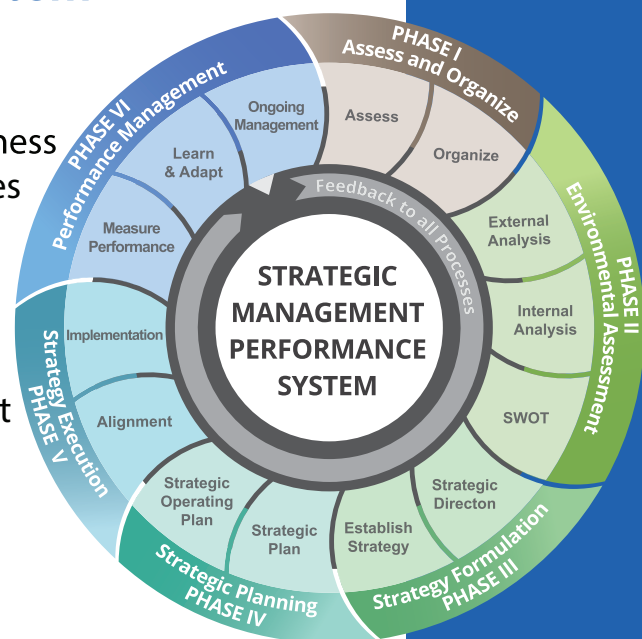 PHASE I
Assess and Organize
Assess
Organize
PHASE II
Environmental Assessment
External
Analysis
Internal
Analysis
SWOT
Strategy Formulation
PHASE III
Strategic
Directon
Establish
Strategy
Strategic Planning
PHASE IV
Strategic
Plan
Strategic
Operating
Plan
Strategy Execution
PHASE V
Alignment
Implementation
PHASE VI
Performance Management
Measure
Performance
Learn
& Adapt
Ongoing
Management
Feedback to all Processes
STRATEGIC
MANAGEMENT
PERFORMANCE
SYSTEM